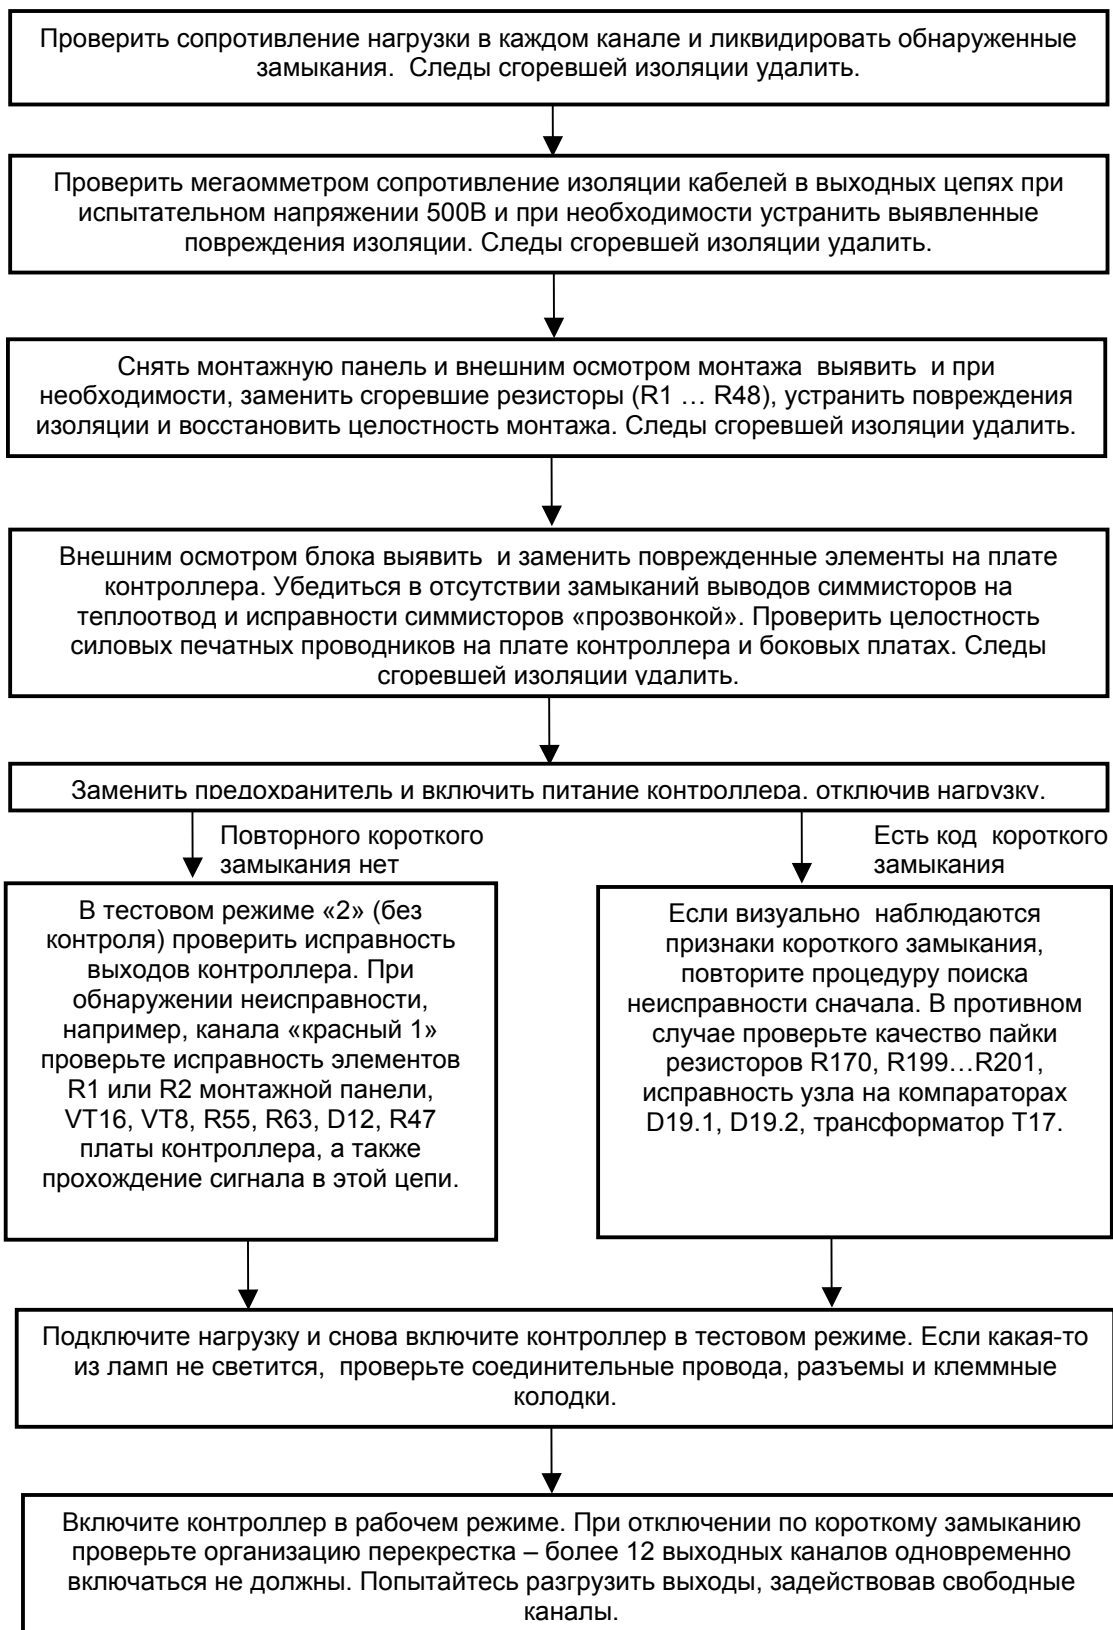 Проверить сопротивление нагрузки в каждом канале и ликвидировать обнаруженные
замыкания. Следы сгоревшей изоляции удалить.
Проверить мегаомметром сопротивление изоляции кабелей в выходных цепях при
испытательном напряжении 500В и при необходимости устранить выявленные
повреждения изоляции. Следы сгоревшей изоляции удалить.
Снять монтажную панель и внешним осмотром монтажа выявить и при
необходимости, заменить сгоревшие резисторы (R1 … R48), устранить повреждения
изоляции и восстановить целостность монтажа. Следы сгоревшей изоляции удалить.
Внешним осмотром блока выявить и заменить поврежденные элементы на плате
контроллера. Убедиться в отсутствии замыканий выводов симмисторов на
теплоотвод и исправности симмисторов «прозвонкой». Проверить целостность
силовых печатных проводников на плате контроллера и боковых платах. Следы
сгоревшей изоляции удалить.
Заменить предохранитель и включить питание контроллера, отключив нагрузку.
Повторного короткого
замыкания нет
Есть код короткого
замыкания
В тестовом режиме «2» (без
контроля) проверить исправность
выходов контроллера. При
обнаружении неисправности,
например, канала «красный 1»
проверьте исправность элементов
R1 или R2 монтажной панели,
VT16, VT8, R55, R63, D12, R47
платы контроллера, а также
прохождение сигнала в этой цепи.
Если визуально наблюдаются
признаки короткого замыкания,
повторите процедуру поиска
неисправности сначала. В противном
случае проверьте качество пайки
резисторов R170, R199…R201,
исправность узла на компараторах
D19.1, D19.2, трансформатор T17.
Подключите нагрузку и снова включите контроллер в тестовом режиме. Если какая-то
из ламп не светится, проверьте соединительные провода, разъемы и клеммные
колодки.
Включите контроллер в рабочем режиме. При отключении по короткому замыканию
проверьте организацию перекрестка – более 12 выходных каналов одновременно
включаться не должны. Попытайтесь разгрузить выходы, задействовав свободные
каналы.